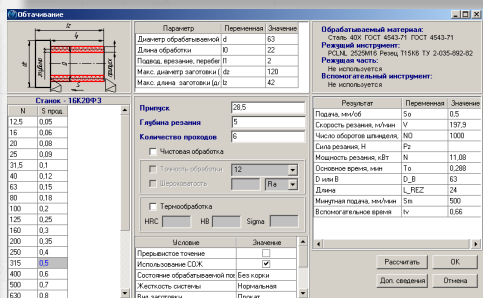 Обтачивание
Параметр Переменная Значение
Диаметр обрабатываемой d 63
Длина обработки l0 22
Подвод, врезание, перебег l1 2
Макс. диаметр заготовки ( dz 120
Макс. длина заготовки (д/ lz 42
Обрабатываемый материал:
Сталь 40Х ГОСТ 4543-71 ГОСТ 4543-71
Режущий инструмент:
PCLNL 2525M16 Резец Т15К6 ТУ 2-035-892-82
Режущая часть:
Не используется
Вспомогательный инструмент:
Не используется
Станок - 16К20Ф3
N S прод.
12,5 0,05
16 0,06
20 0,08
25 0,09
31,5 0,1
40 0,12
63 0,15
80 0,18
100 0,2
125 0,25
160 0,3
200 0,35
250 0,4
315 0,5
400 0,6
500 0,7
630 0,8
Припуск 28,5
Глубина резания 5
Количество проходов 6
Чистовая обработка
Точность обработки 12
Шероховатость Ra
Термообработка
HRC HB Sigma
Условие Значение
Прерывистое точение
Использование СОЖ
Состояние обрабатываемой пов Без корки
Жесткость системы Нормальная
Вид заготовки Прокат
Результат Переменная Значение
Подача, мм/об So 0,5
Скорость резания, м/мин V 197,9
Число оборотов шпинделя, NO 1000
Сила резания, Н Pz
Мощность резания, кВт N 11,08
Основное время, мин To 0,288
D или B D_B 63
Длина L_REZ 24
Минутная подача, мм/мин Sm 500
Вспомогательное время tv 0,66
Рассчитать OK
Доп. сведения Отмена